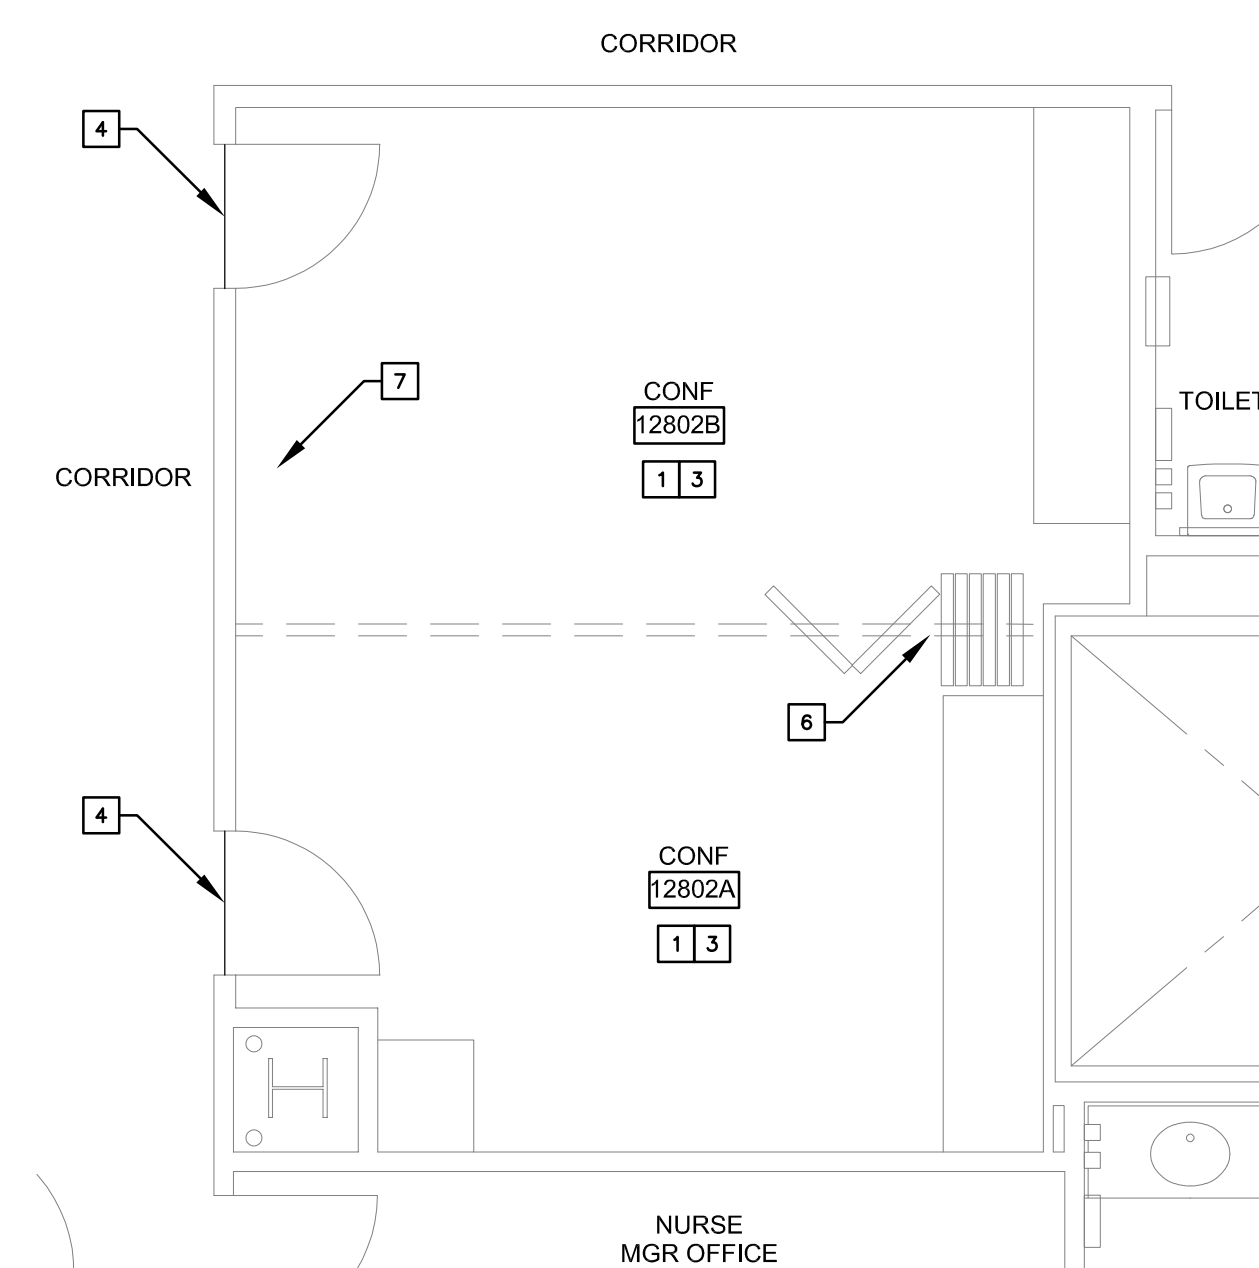 CORRIDOR
4
7
CONF
12802B
TOILET
1 3
CORRIDOR
6
4
CONF
12802A
1 3
NURSE
MGR OFFICE